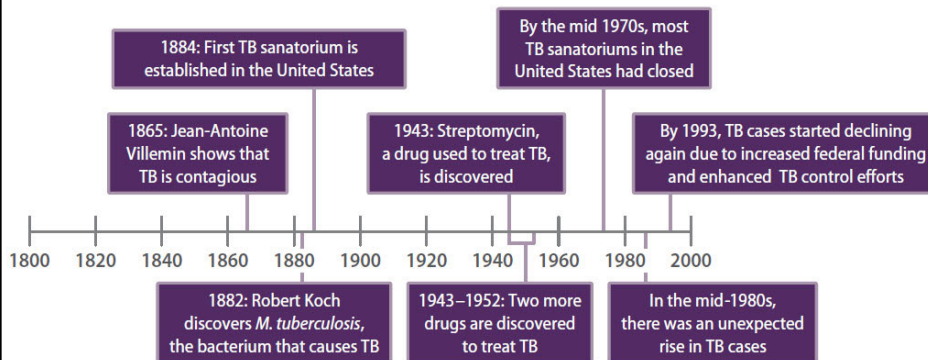 1884: First TB sanatorium is
established in the United States
By the mid 1970s, most
TB sanatoriums in the
United States had closed
1865: Jean-Antoine
Villemin shows that
TB is contagious
1943: Streptomycin,
a drug used to treat TB,
is discovered
By 1993, TB cases started declining
again due to increased federal funding
and enhanced TB control efforts
1800 1820 1840 1860 1880 1900 1920 1940 1960 1980 2000
1882: Robert Koch
discovers M. tuberculosis,
the bacterium that causes TB
1943–1952: Two more
drugs are discovered
to treat TB
In the mid-1980s,
there was an unexpected
rise in TB cases